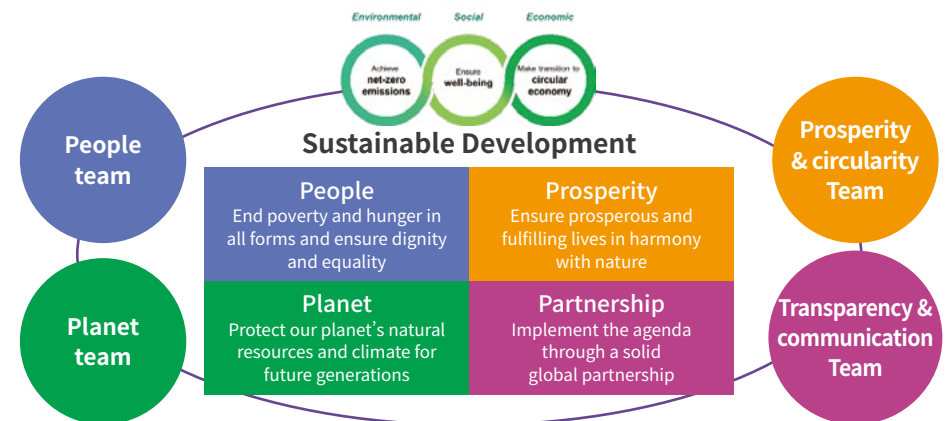 Environmental
Social
Economic
Achieve
net-zero
emissions
Ensure
well-being
Make transition to
circular
economy
Sustainable Development
People
team
Prosperity
& circularity
Team
People
End poverty and hunger in
all forms and ensure dignity
and equality
Prosperity
Ensure prosperous and
fulfilling lives in harmony
with nature
Planet
team
Planet
Protect our planet's natural
resources and climate for
future generations
Partnership
Implement the agenda
through a solid
global partnership
Transparency &
communication
Team